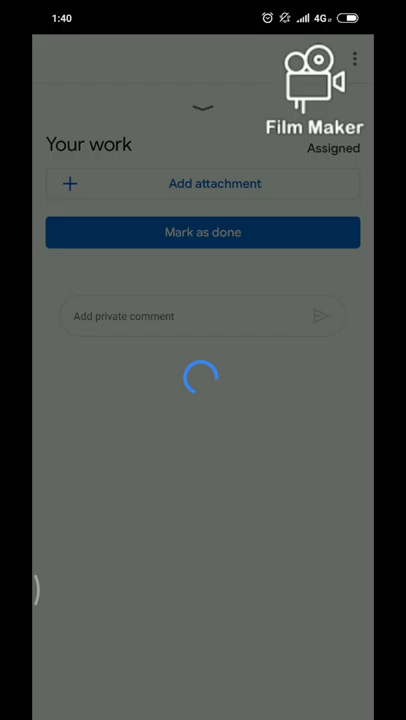 1:40
4G
Film Maker
Your work
Assigned
Add attachment
Mark as done
Add private comment